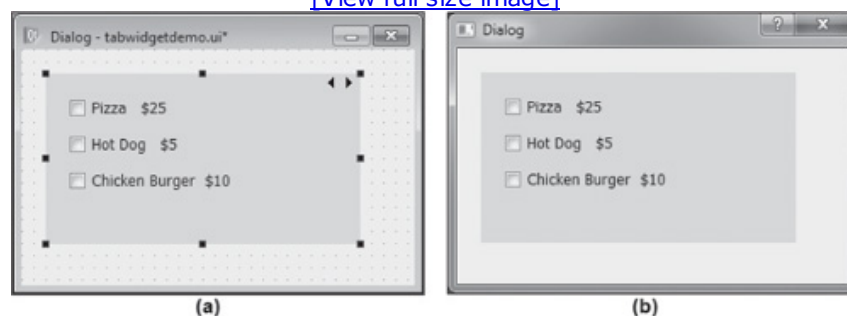 [View full size image]
Dialog - tabwidgetdemo.ui*
Pizza $25
Hot Dog $5
Chicken Burger $10
(a)
Dialog
?
Pizza $25
Hot Dog $5
Chicken Burger $10
(b)